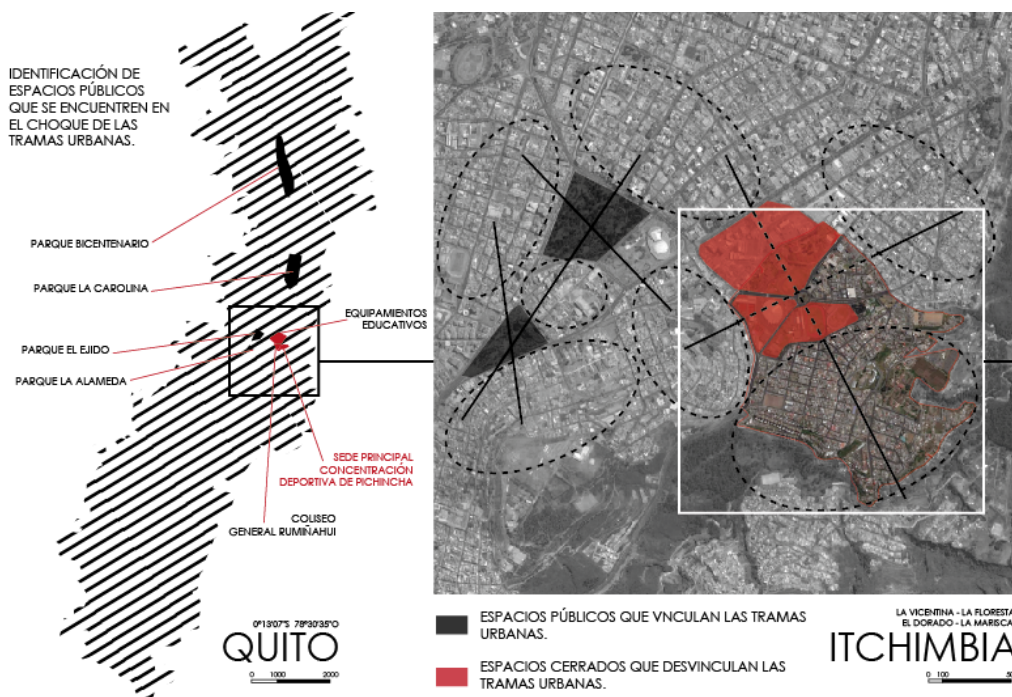 IDENTIFICACIÓN DE
ESPACIOS PÚBLICOS
QUE SE ENCUENTREN EN
EL CHOQUE DE LAS
TRAMAS URBANAS.
PARQUE BICENTENARIO
PARQUE LA CAROLINA
EQUIPAMIENTOS
EDUCATIVOS
PARQUE EL EJIDO
PARQUE LA ALAMEDA
SEDE PRINCIPAL
CONCENTRACIÓN
DEPORTIVA DE PICHINCHA
COLISEO
GENERAL RUMIÑAHUI
0°13'07"S 78°30'35"O
QUITO
0 1000 2000
ESPACIOS PÚBLICOS QUE VNCULAN LAS TRAMAS
URBANAS.
ESPACIOS CERRADOS QUE DESVINCULAN LAS
TRAMAS URBANAS.
LA VICENTINA - LA FLORESTA
EL DORADO - LA MARISCA
ITCHIMBIA
0 100